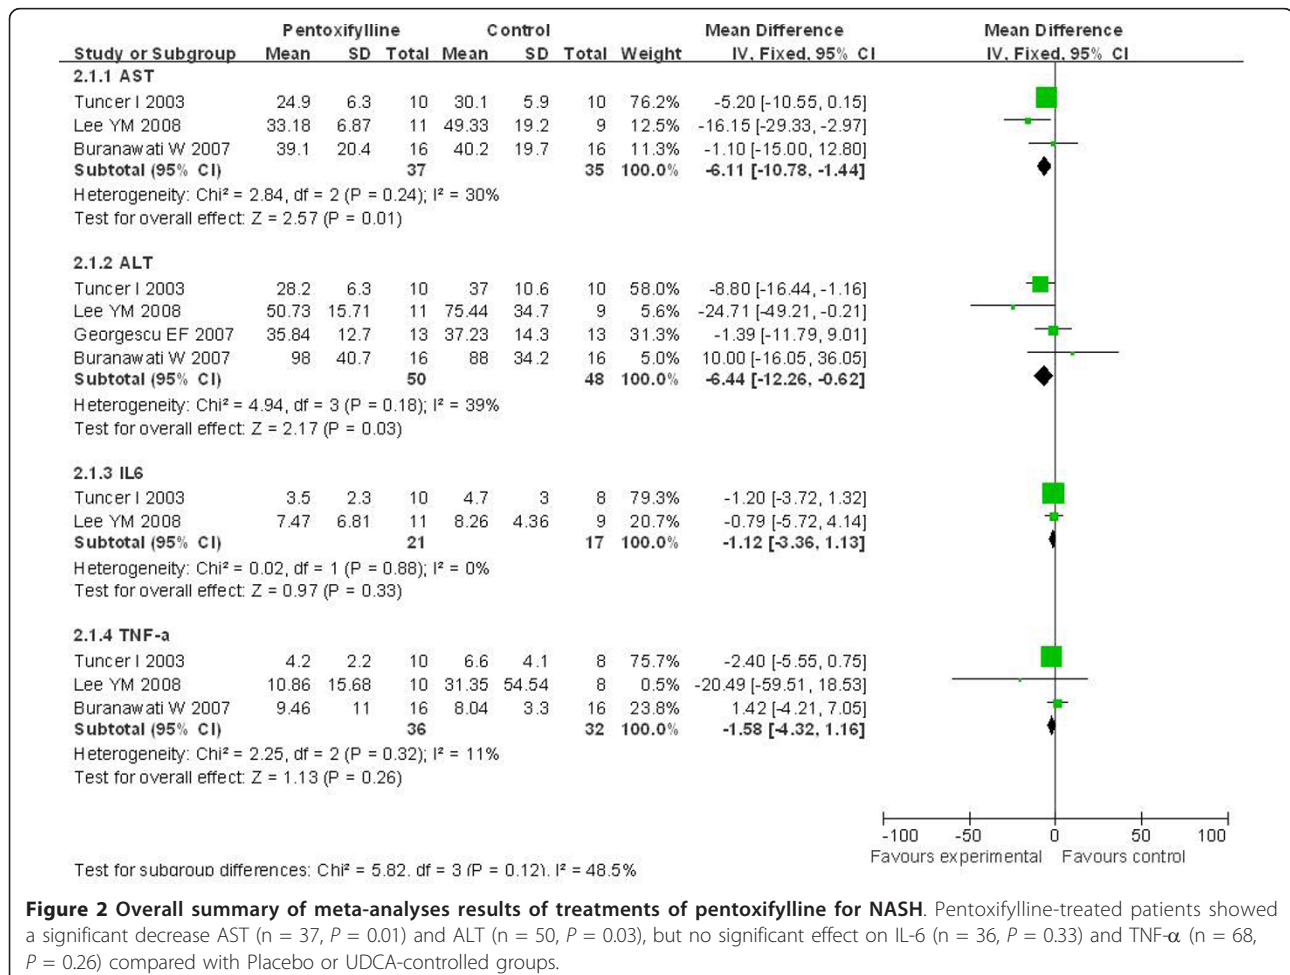 Pentoxifylline Control Mean Difference Mean Difference
Study or Subgroup Mean SD Total Mean SD Total Weight IV, Fixed, 95% CI IV, Fixed, 95% CI
2.1.1 AST
Tuncer I 2003 24.9 6.3 10 30.1 5.9 10 76.2% -5.20 [-10.55, 0.15]
Lee YM 2008 33.18 6.87 11 49.33 19.2 9 12.5% -16.15 [-29.33, -2.97]
Buranawati W 2007 39.1 20.4 16 40.2 19.7 16 11.3% -1.10 [-15.00, 12.80]
Subtotal (95% CI) 37 35 100.0% -6.11 [-10.78, -1.44]
Heterogeneity: Chi² = 2.84, df = 2 (P = 0.24); I² = 30%
Test for overall effect: Z = 2.57 (P = 0.01)
2.1.2 ALT
Tuncer I 2003 28.2 6.3 10 37 10.6 10 58.0% -8.80 [-16.44, -1.16]
Lee YM 2008 50.73 15.71 11 75.44 34.7 9 5.6% -24.71 [-49.21, -0.21]
Georgescu EF 2007 35.84 12.7 13 37.23 14.3 13 31.3% -1.39 [-11.79, 9.01]
Buranawati W 2007 98 40.7 16 88 34.2 16 5.0% 10.00 [-16.05, 36.05]
Subtotal (95% CI) 50 48 100.0% -6.44 [-12.26, -0.62]
Heterogeneity: Chi² = 4.94, df = 3 (P = 0.18); I² = 39%
Test for overall effect: Z = 2.17 (P = 0.03)
2.1.3 IL6
Tuncer I 2003 3.5 2.3 10 4.7 3 8 79.3% -1.20 [-3.72, 1.32]
Lee YM 2008 7.47 6.81 11 8.26 4.36 9 20.7% -0.79 [-5.72, 4.14]
Subtotal (95% CI) 21 17 100.0% -1.12 [-3.36, 1.13]
Heterogeneity: Chi² = 0.02, df = 1 (P = 0.88); I² = 0%
Test for overall effect: Z = 0.97 (P = 0.33)
2.1.4 TNF-a
Tuncer I 2003 4.2 2.2 10 6.6 4.1 8 75.7% -2.40 [-5.55, 0.75]
Lee YM 2008 10.86 15.68 10 31.35 54.54 8 0.5% -20.49 [-59.51, 18.53]
Buranawati W 2007 9.46 11 16 8.04 3.3 16 23.8% 1.42 [-4.21, 7.05]
Subtotal (95% CI) 36 32 100.0% -1.58 [-4.32, 1.16]
Heterogeneity: Chi² = 2.25, df = 2 (P = 0.32); I² = 11%
Test for overall effect: Z = 1.13 (P = 0.26)
-100 -50 0 50 100
Favours experimental Favours control
Test for subgroup differences: Chi² = 5.82, df = 3 (P = 0.12), I² = 48.5%
Figure 2 Overall summary of meta-analyses results of treatments of pentoxifylline for NASH. Pentoxifylline-treated patients showed
a significant decrease AST (n = 37, P = 0.01) and ALT (n = 50, P = 0.03), but no significant effect on IL-6 (n = 36, P = 0.33) and TNF-α (n = 68,
P = 0.26) compared with Placebo or UDCA-controlled groups.